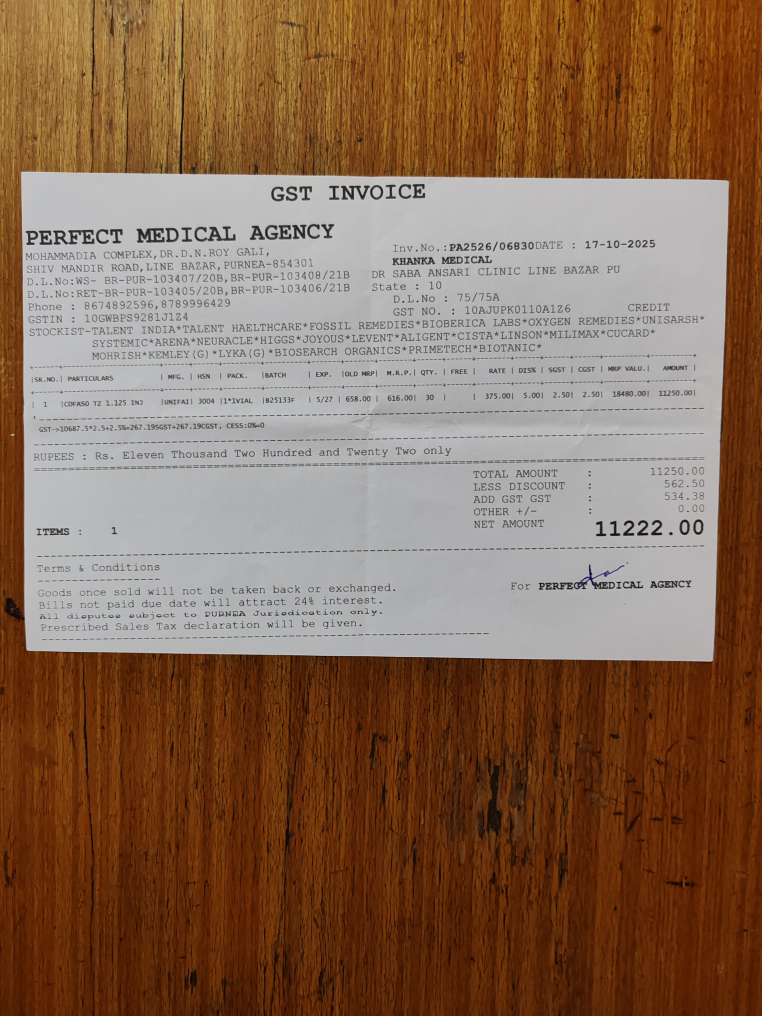 GST INVOICE
PERFECT MEDICAL AGENCY
MOHAMMADIA COMPLEX,DR.D.N.ROY GALI,
SHIV MANDIR ROAD,LINE BAZAR,PURNEA-854301
D.L.No:WS- BR-PUR-103407/20B,BR-PUR-103408/21B
D.L.No:RET-BR-PUR-103405/20B,BR-PUR-103406/21B
Phone : 8674892596,8789996429
GSTIN : 10GWBPS9281J1Z4
Inv.No.:PA2526/06830DATE : 17-10-2025
KHANKA MEDICAL
DR SABA ANSARI CLINIC LINE BAZAR PU
State : 10
D.L.No : 75/75A
GST NO. : 10AJUPK0110A1Z6 CREDIT
STOCKIST-TALENT INDIA*TALENT HAELTHCARE*FOSSIL REMEDIES*BIOBERICA LABS*OXYGEN REMEDIES*UNISARSH*
SYSTEMIC*ARENA*NEURACLE*HIGGS*JOYOUS*LEVENT*ALIGENT*CISTA*LINSON*MILIMAX*CUCARD*
MOHRISH*KEMLEY(G)*LYKA(G)*BIOSEARCH ORGANICS*PRIMETECH*BIOTANIC*
|SR.NO.| PARTICULARS | MFG. | HSN | PACK. |BATCH | EXP. |OLD MRP| M.R.P.| QTY. | FREE | RATE | DIS% | SGST | CGST | MRP VALU.| AMOUNT |
| 1 |COFASO TZ 1.125 INJ |UNIFAI| 3004 |1*1VIAL |B25133F | 5/27 | 658.00 | 616.00| 30 | | 375.00| 5.00| 2.50| 2.50| 18480.00| 11250.00|
GST->10687.5*2.5+2.5%=267.19SGST+267.19CGST, CESS:0%=0
RUPEES : Rs. Eleven Thousand Two Hundred and Twenty Two only
TOTAL AMOUNT : 11250.00
LESS DISCOUNT : 562.50
ADD GST GST : 534.38
OTHER +/- : 0.00
NET AMOUNT 11222.00
ITEMS : 1
Terms & Conditions
Goods once sold will not be taken back or exchanged.
Bills not paid due date will attract 24% interest.
All disputes subject to PURNEA Jurisdication only.
Prescribed Sales Tax declaration will be given.
For PERFECT MEDICAL AGENCY